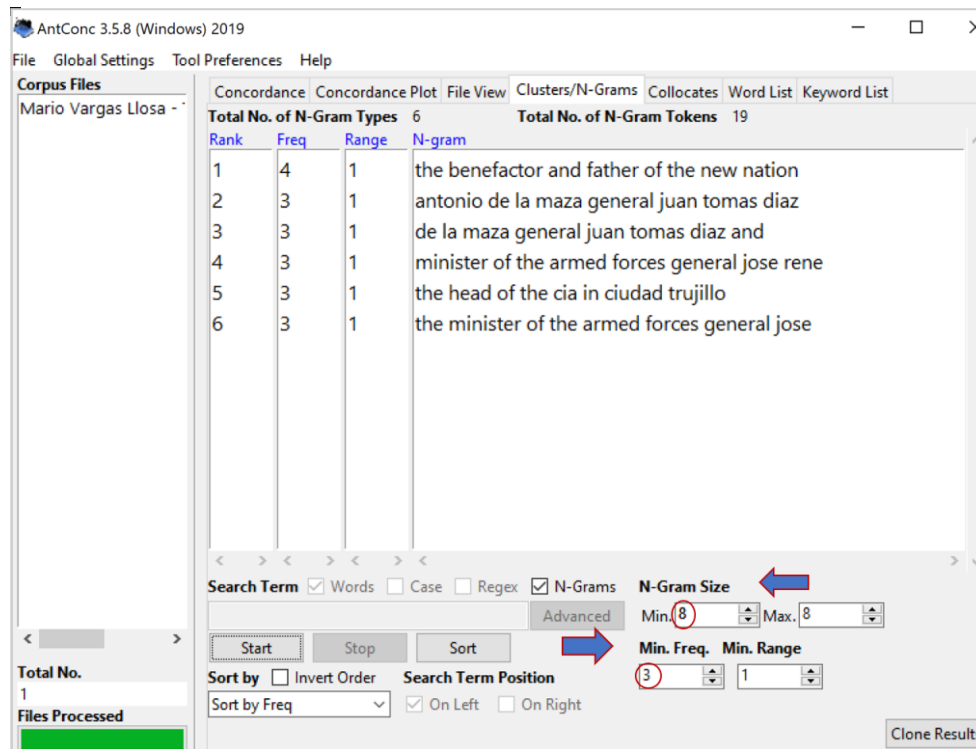 AntConc 3.5.8 (Windows) 2019
File Global Settings Tool Preferences Help
Corpus Files
Mario Vargas Llosa -
Concordance Concordance Plot File View Clusters/N-Grams Collocates Word List Keyword List
Total No. of N-Gram Types 6 Total No. of N-Gram Tokens 19
Rank Freq Range N-gram
1 4 1 the benefactor and father of the new nation
2 3 1 antonio de la maza general juan tomas diaz
3 3 1 de la maza general juan tomas diaz and
4 3 1 minister of the armed forces general jose rene
5 3 1 the head of the cia in ciudad trujillo
6 3 1 the minister of the armed forces general jose
Search Term Words Case Regex N-Grams N-Gram Size
Advanced Min. 8 Max. 8
Start Stop Sort Min. Freq. Min. Range
3 1
Total No.
1
Files Processed
Sort by Invert Order Search Term Position
Sort by Freq On Left On Right
Clone Result